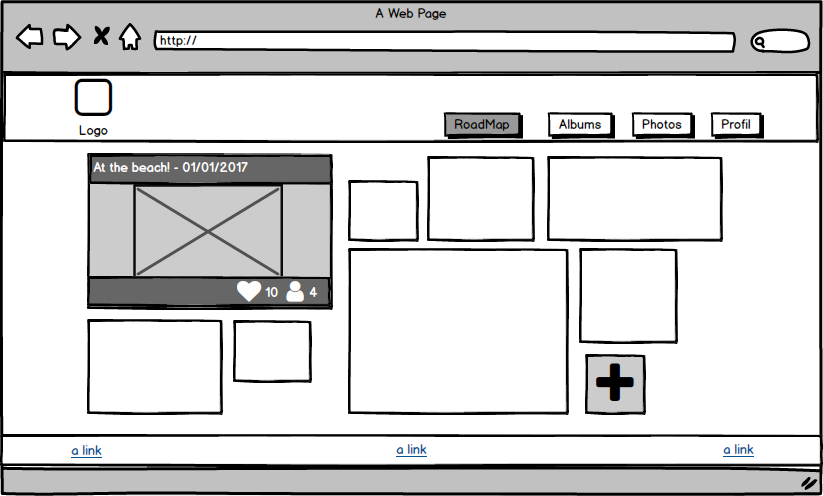 A Web Page
http://
Logo
RoadMap
Albums
Photos
Profil
At the beach! - 01/01/2017
10
4
a link
a link
a link